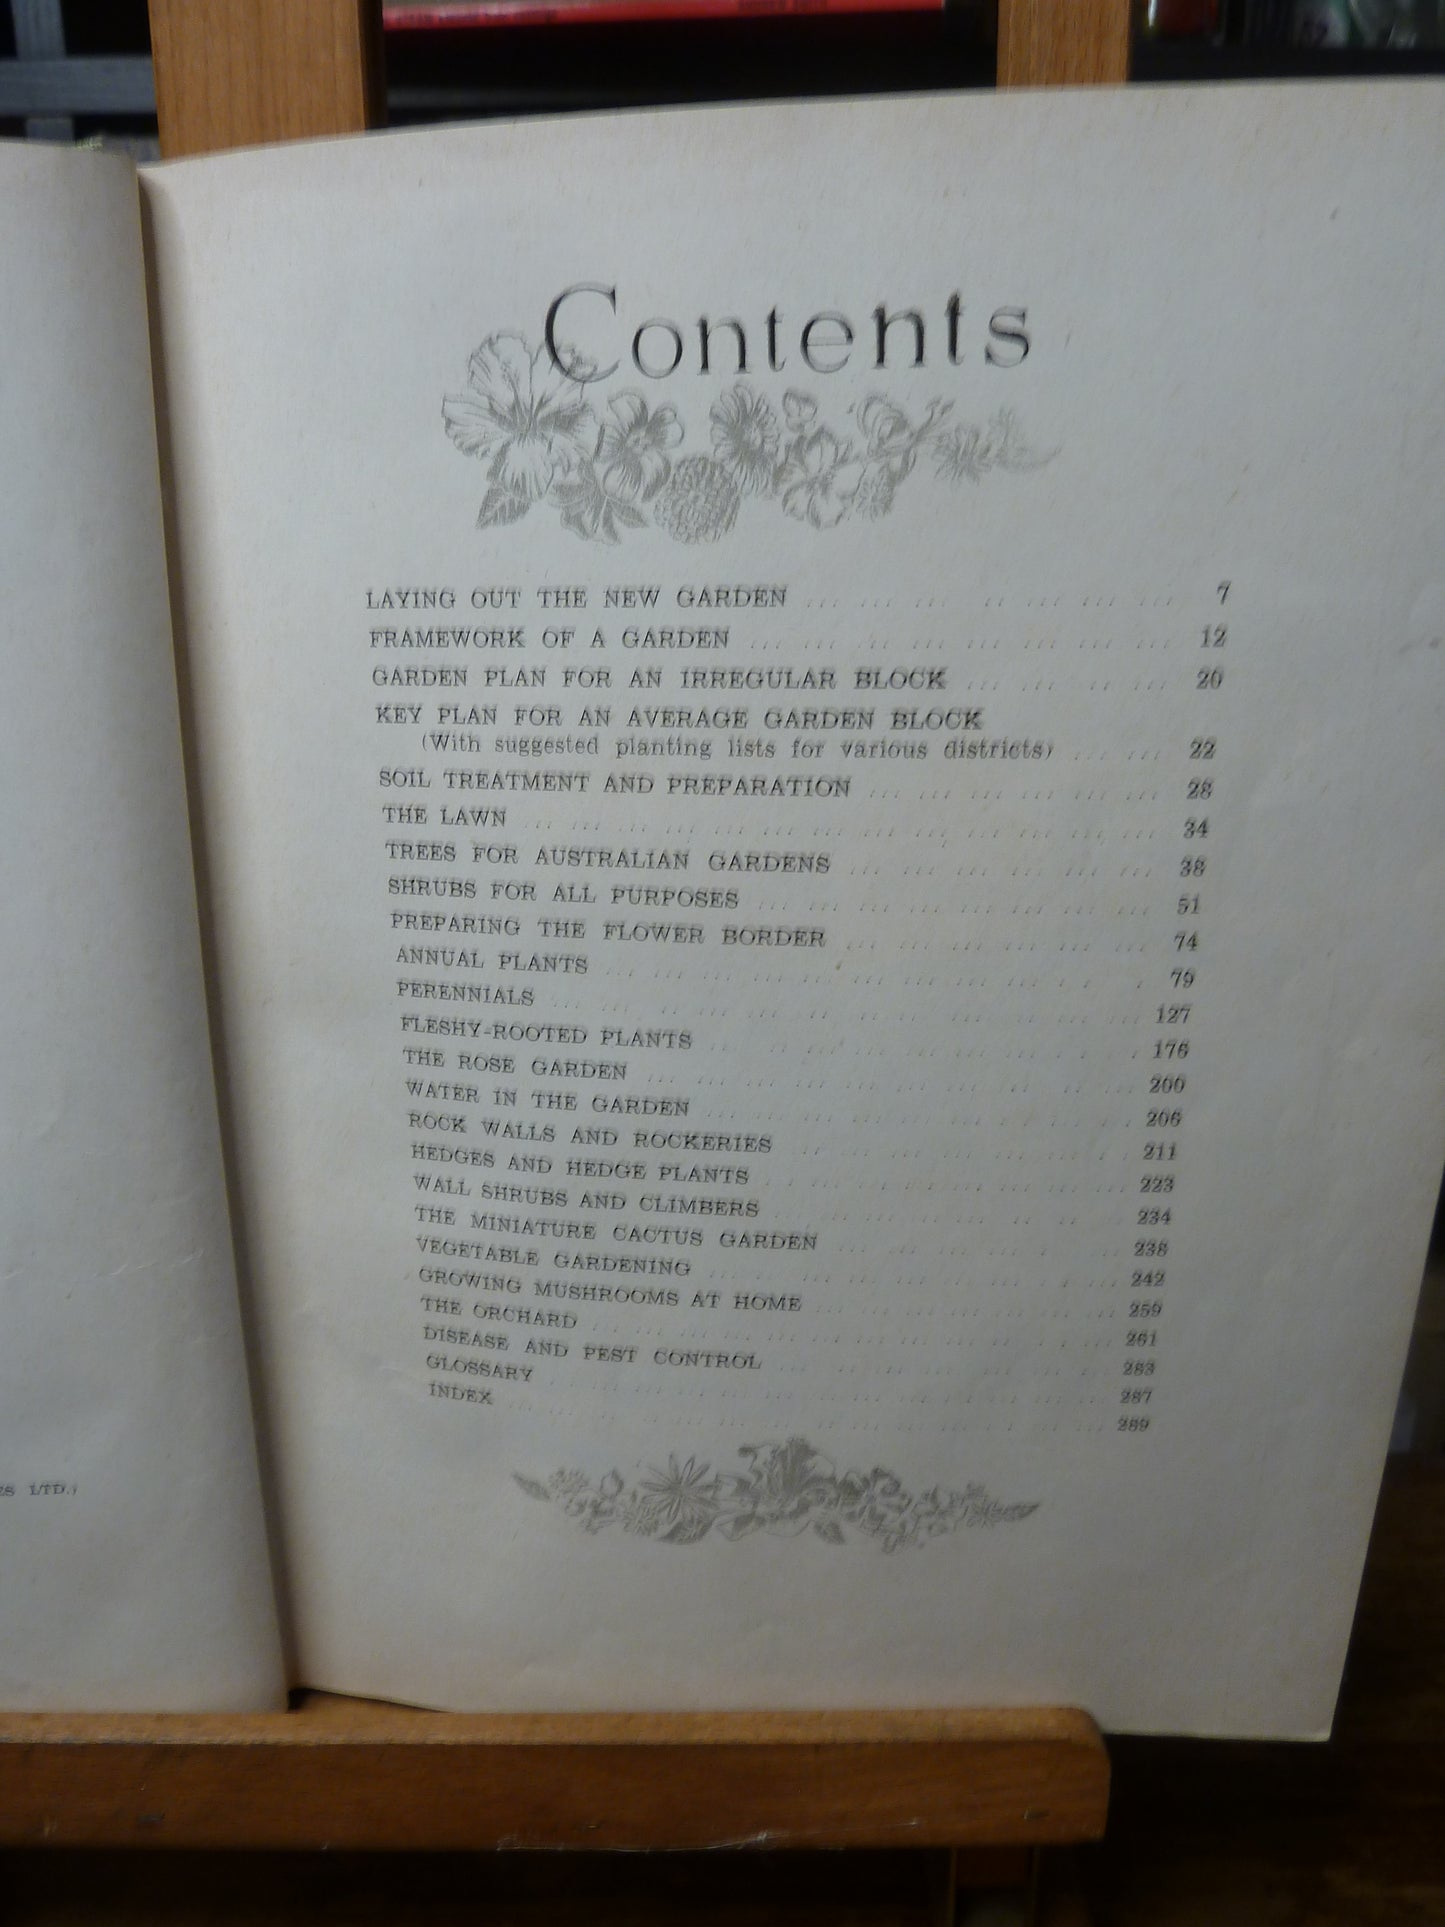 Contents
LAYING OUT THE NEW GARDEN ... ... ... .. ... ... ... 7
FRAMEWORK OF A GARDEN ... ... ... ... ... ... ... ... 12
GARDEN PLAN FOR AN IRREGULAR BLOCK ... ... .. ... 20
KEY PLAN FOR AN AVERAGE GARDEN BLOCK
(With suggested planting lists for various districts) ... ... 22
SOIL TREATMENT AND PREPARATION ... ... ... ... ... ... 28
THE LAWN ... ... ... ... ... ... ... ... ... ... ... ... ... 34
TREES FOR AUSTRALIAN GARDENS ... ... ... ... ... ... ... 38
SHRUBS FOR ALL PURPOSES ... ... ... ... ... ... ... ... 51
PREPARING THE FLOWER BORDER ... ... ... ... ... ... 74
ANNUAL PLANTS ... ... ... ... ... ... ... ... ... . . 79
PERENNIALS ... ... ... ... ... ... ... ... ... ... ... ... 127
FLESHY-ROOTED PLANTS ... .. ... ... ... ... ... . . 176
THE ROSE GARDEN ... ... ... ... ... ... ... ... .. ... 200
WATER IN THE GARDEN ... ... ... ... ... ... ... ... ... 206
ROCK WALLS AND ROCKERIES ... ... ... ... ... ... . . 211
HEDGES AND HEDGE PLANTS ... ... ... ... ... ... ... 223
WALL SHRUBS AND CLIMBERS ... ... ... ... .. .. ... 234
THE MINIATURE CACTUS GARDEN ... ... ... ... . ... 238
VEGETABLE GARDENING ... ... ... ... ... ... ... . . ... 242
GROWING MUSHROOMS AT HOME ... ... ... ... ... ... 259
THE ORCHARD ... ... ... ... ... ... ... ... ... ... ... 261
DISEASE AND PEST CONTROL ... ... ... ... ... ... ... 283
GLOSSARY ... ... ... ... ... ... ... ... ... ... ... ... 287
INDEX ... ... ... ... ... ... ... ... ... ... ... ... 289
LTD.)